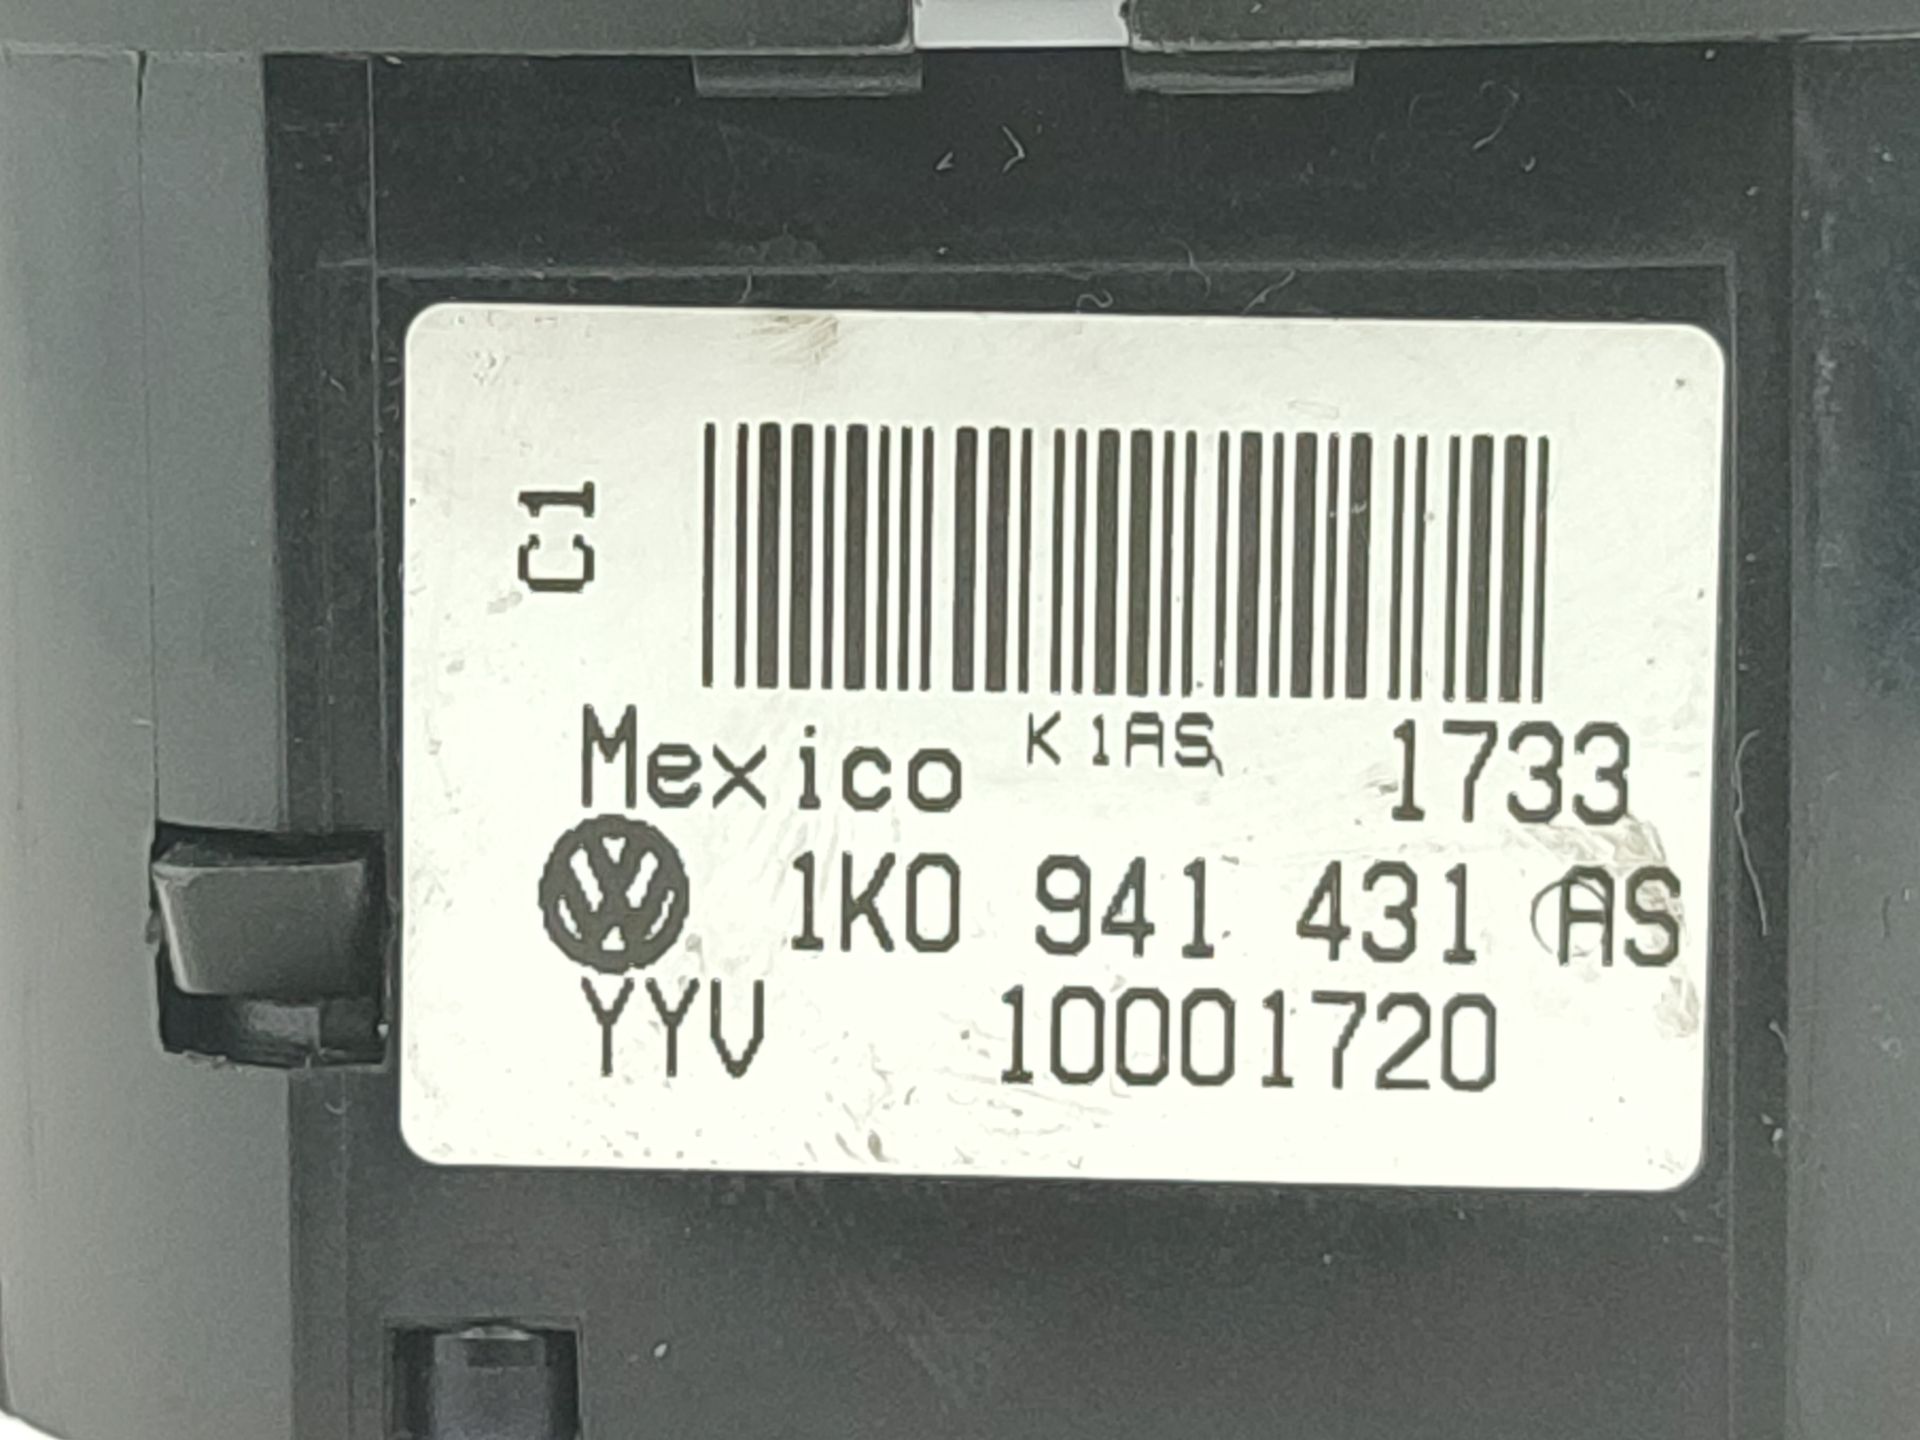 C1
Mexico K1AS 1733
1K0 941 431 AS
YYV 10001720